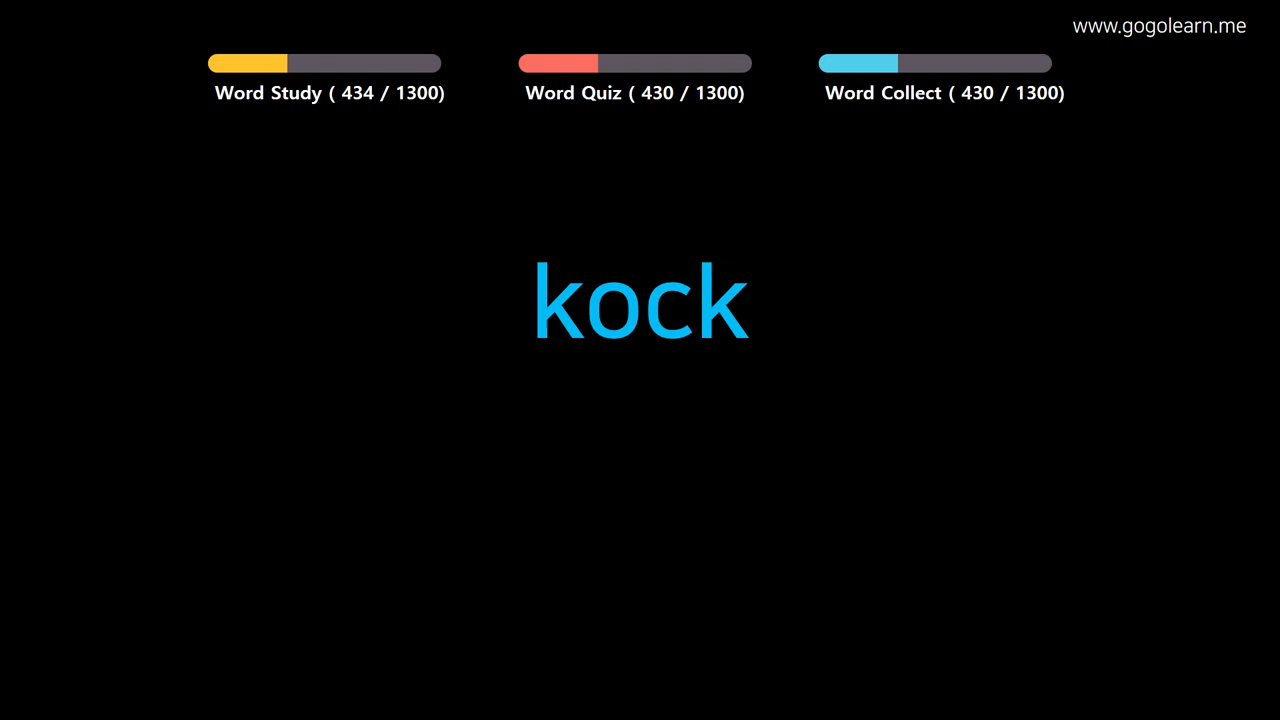 www.gogolearn.me
Word Study ( 434 / 1300)
Word Quiz ( 430 / 1300)
Word Collect ( 430 / 1300)
kock